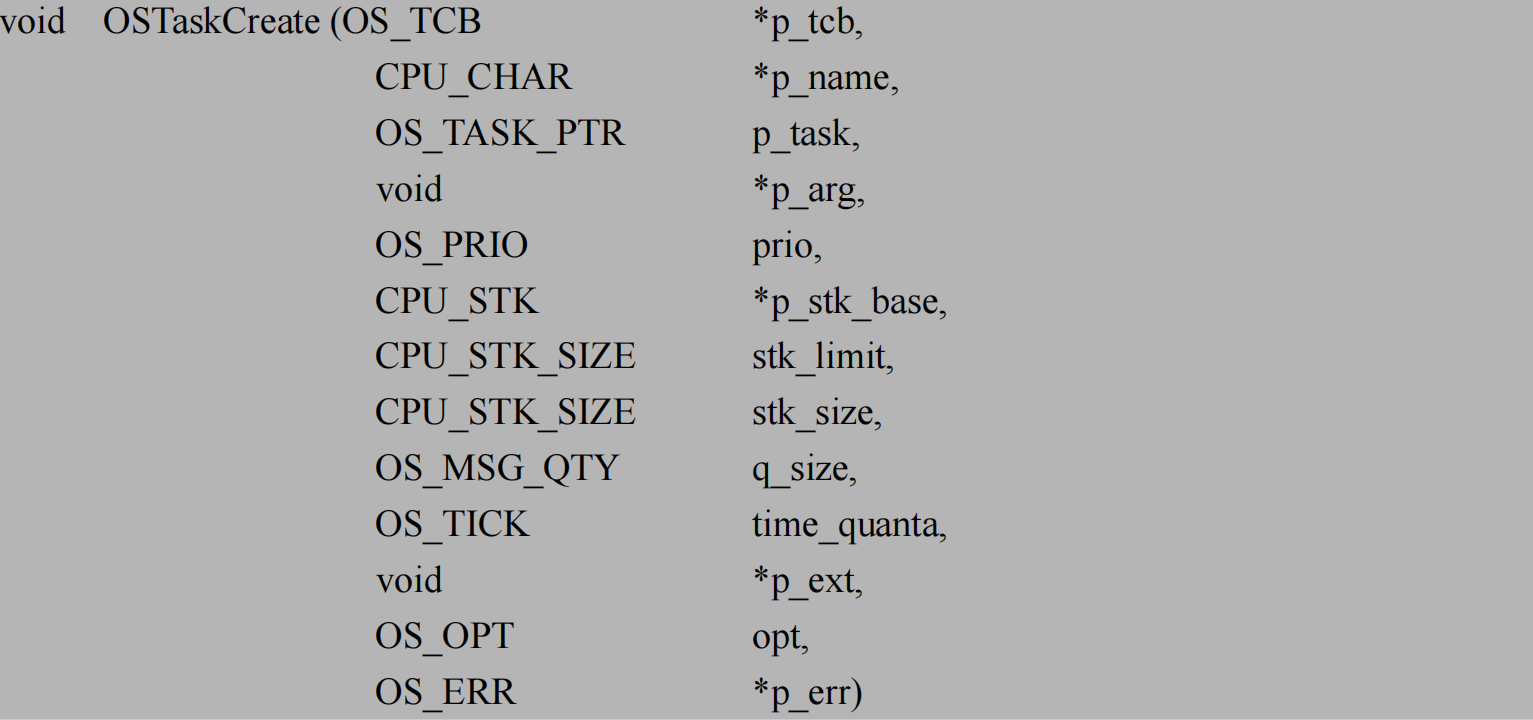 void OSTaskCreate (OS_TCB *p_tcb,
CPU_CHAR *p_name,
OS_TASK_PTR p_task,
void *p_arg,
OS_PRIO prio,
CPU_STK *p_stk_base,
CPU_STK_SIZE stk_limit,
CPU_STK_SIZE stk_size,
OS_MSG_QTY q_size,
OS_TICK time_quanta,
void *p_ext,
OS_OPT opt,
OS_ERR *p_err)